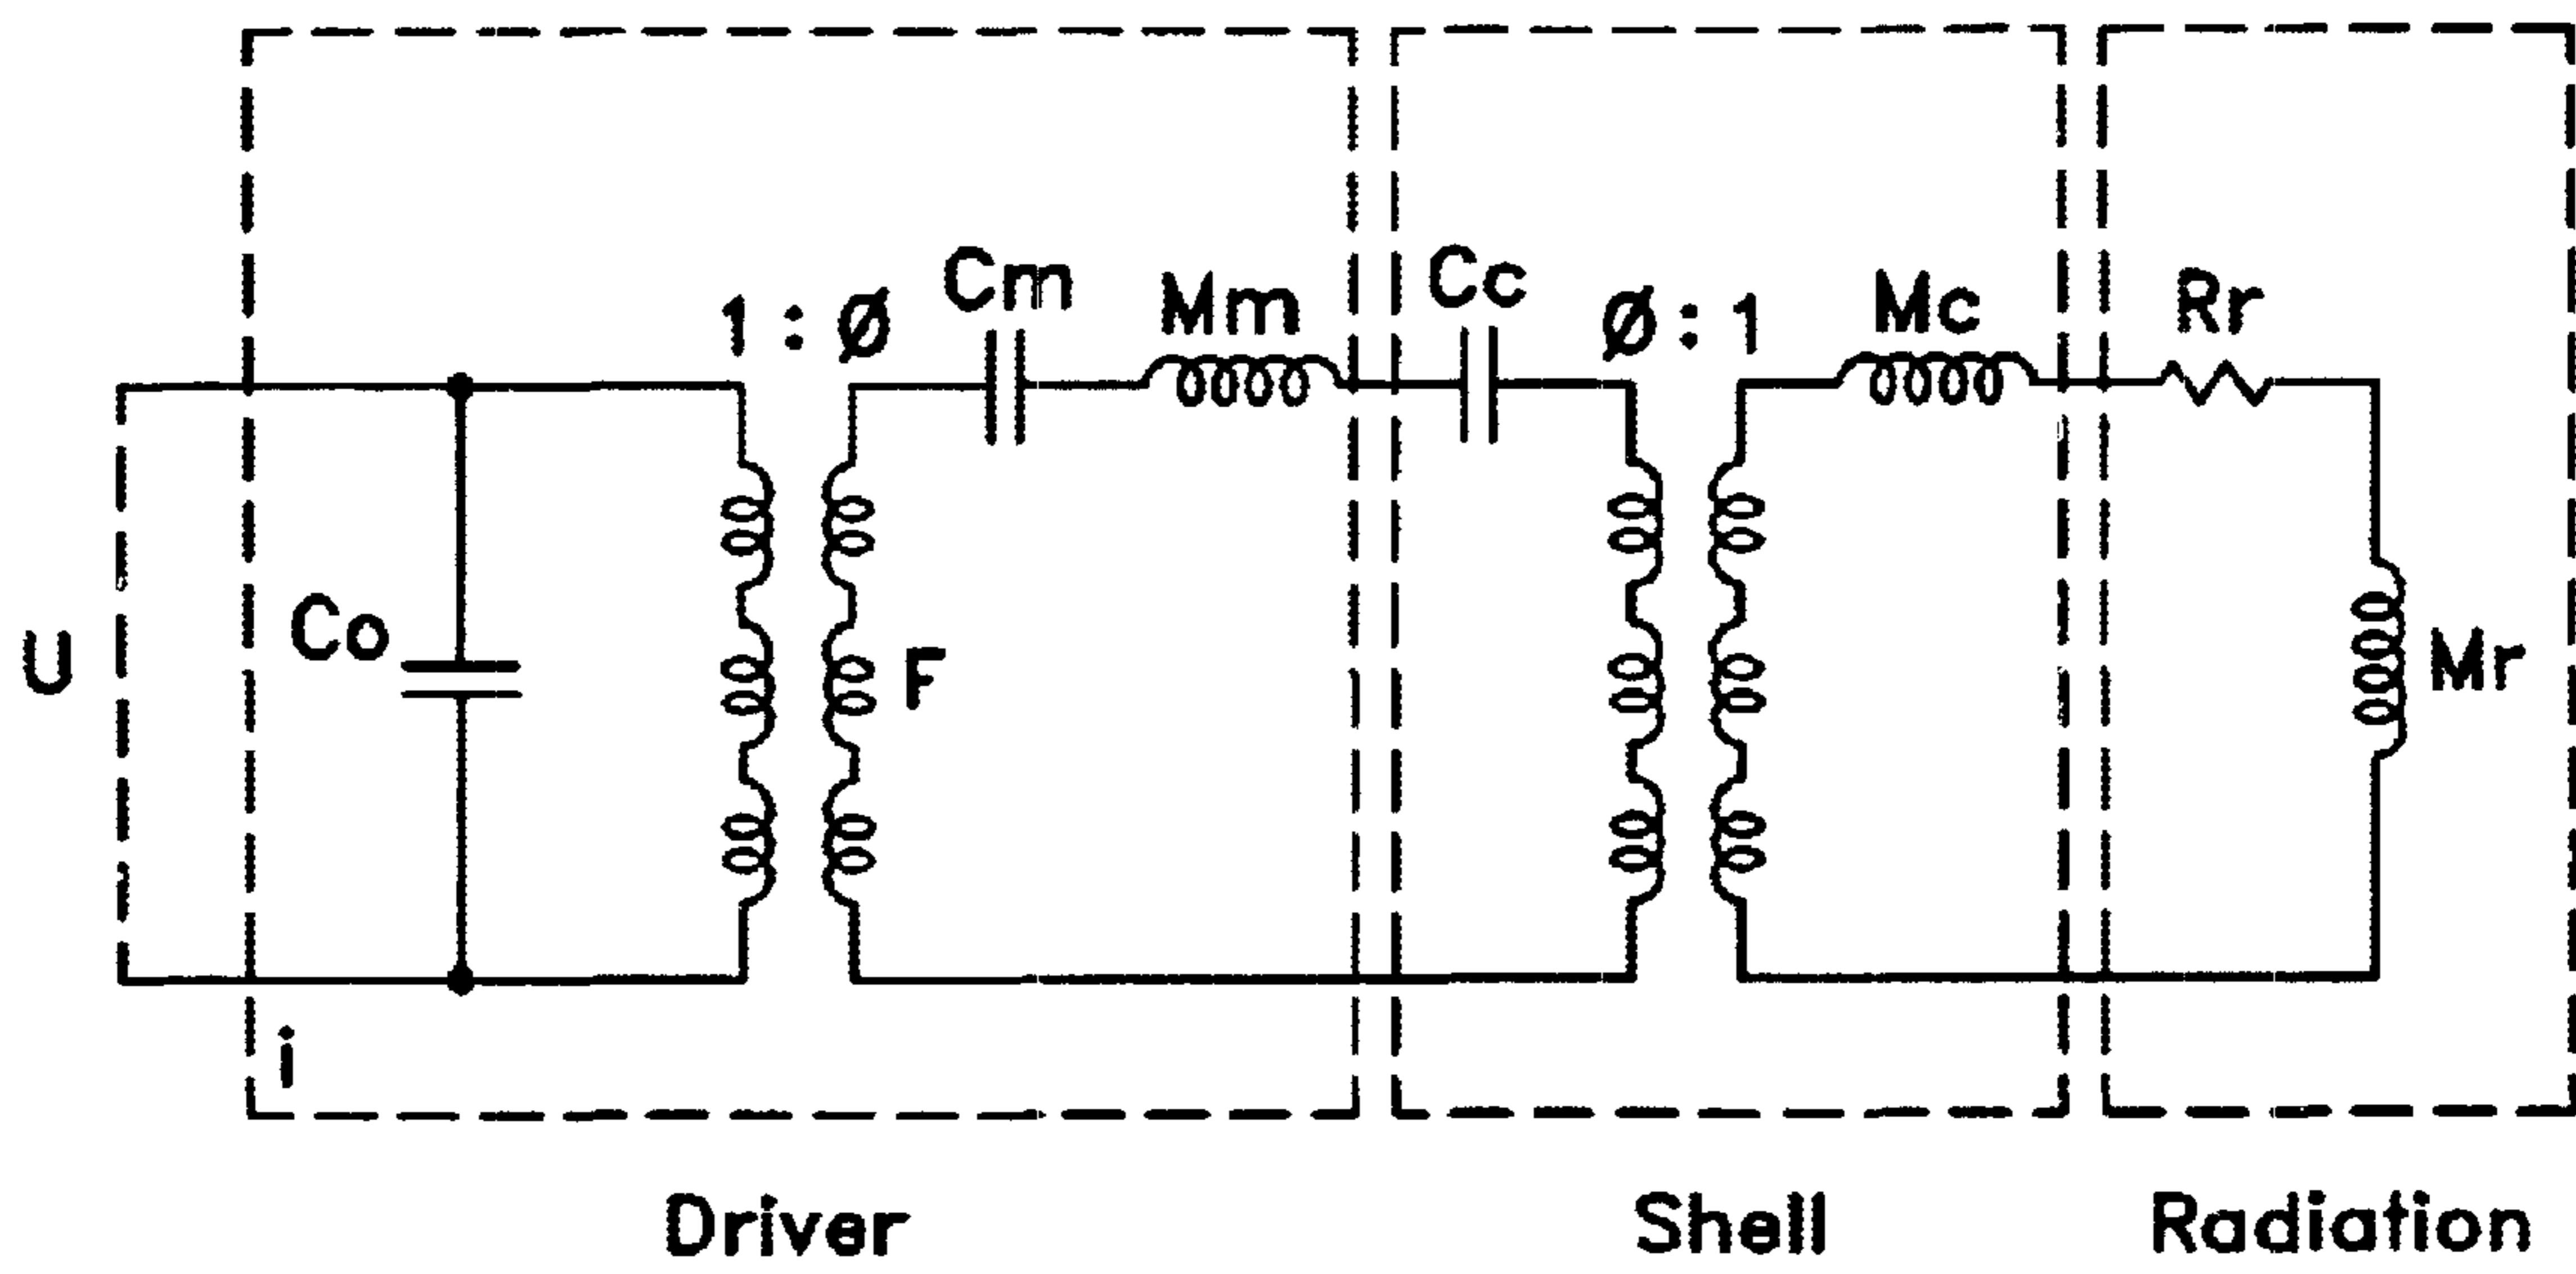 Cm
Mm
Cc
Mc
Rr
1 : Ø
Ø : 1
Co
U
F
Mr
i
Driver
Shell
Radiation